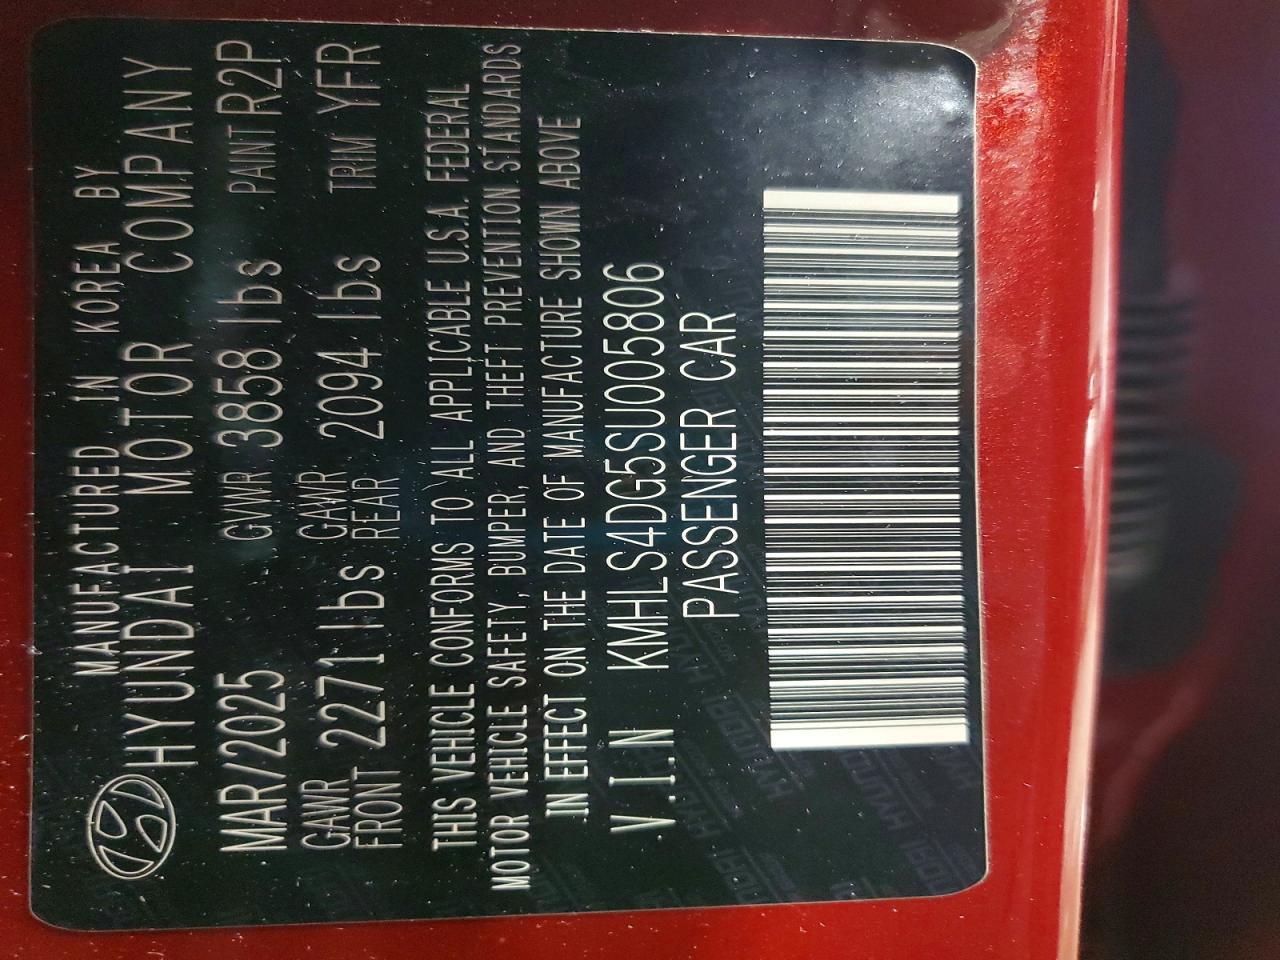 MANUFACTURED IN KOREA BY
HYUNDAI MOTOR COMPANY
MAR/2025 GVWR 3858 lbs PAINT R2P
GAWR FRONT 2271 lbs GAWR REAR 2094 lbs TRIM YFR
THIS VEHICLE CONFORMS TO ALL APPLICABLE U.S.A. FEDERAL
MOTOR VEHICLE SAFETY, BUMPER, AND THEFT PREVENTION STANDARDS
IN EFFECT ON THE DATE OF MANUFACTURE SHOWN ABOVE
V.I.N KMHLS4DG5SU005806
PASSENGER CAR